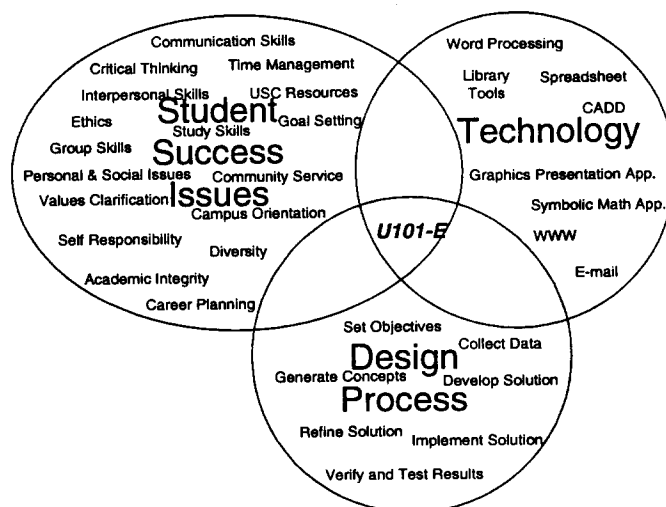 Communication Skills
Critical Thinking
Time Management
Interpersonal Skills
USC Resources
Student
Ethics
Goal Setting
Study Skills
Group Skills
Success
Personal & Social Issues
Community Service
Values Clarification
Issues
Campus Orientation
Self Responsibility
Diversity
Academic Integrity
Career Planning
Word Processing
Library
Tools
Spreadsheet
CADD
Technology
Graphics Presentation App.
Symbolic Math App.
WWW
E-mail
U101-E
Set Objectives
Collect Data
Design
Generate Concepts
Develop Solution
Process
Refine Solution
Implement Solution
Verify and Test Results